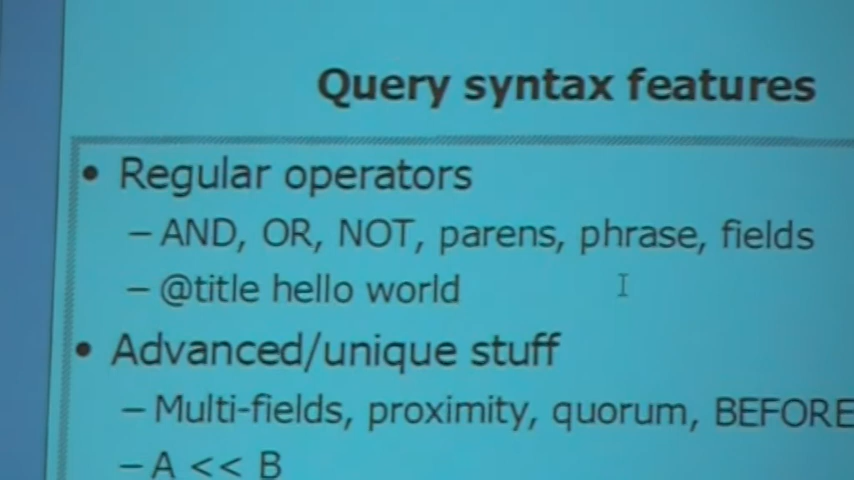 Query syntax features
• Regular operators
– AND, OR, NOT, parens, phrase, fields
– @title hello world
• Advanced/unique stuff
– Multi-fields, proximity, quorum, BEFORE
– A << B